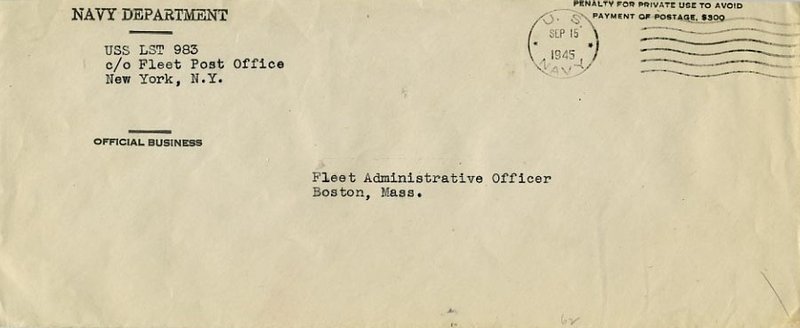 NAVY DEPARTMENT
USS LST 983
c/o Fleet Post Office
New York, N.Y.
OFFICIAL BUSINESS
PENALTY FOR PRIVATE USE TO AVOID
PAYMENT OF POSTAGE, $300
U. S.
SEP 15
1945
NAVY
Fleet Administrative Officer
Boston, Mass.
62